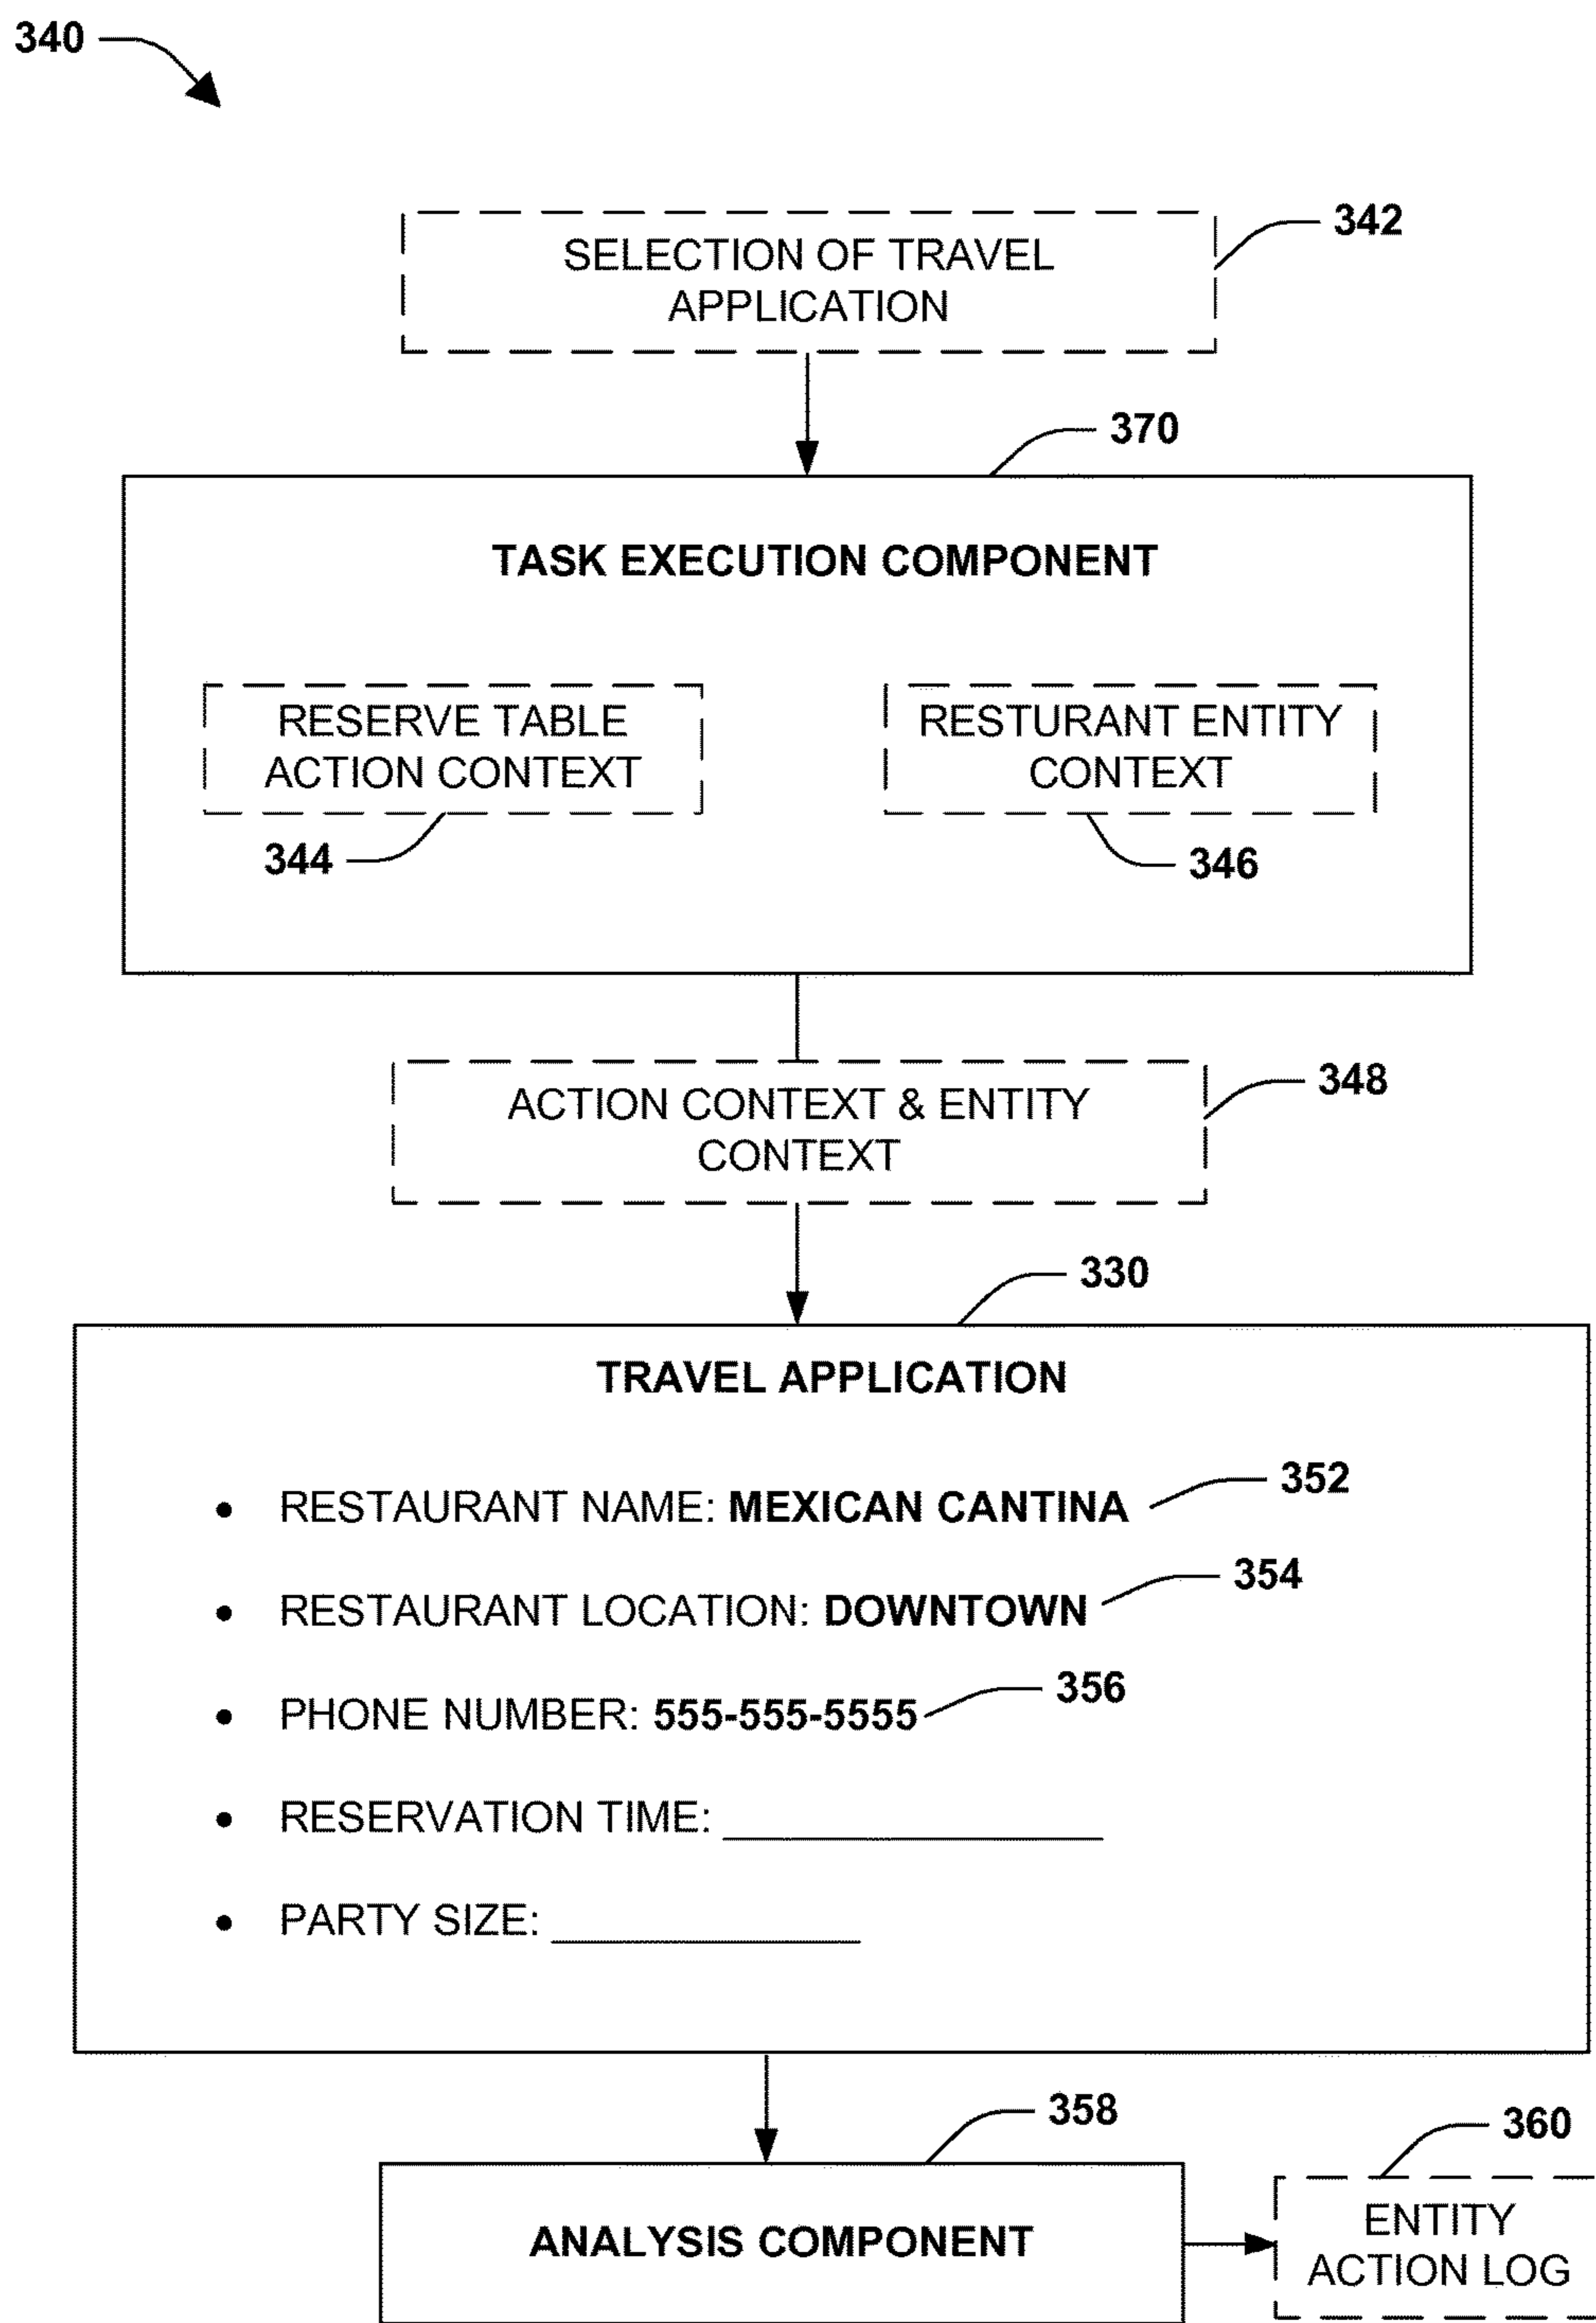 340
SELECTION OF TRAVEL
APPLICATION
342
370
TASK EXECUTION COMPONENT
RESERVE TABLE
ACTION CONTEXT
344
RESTURANT ENTITY
CONTEXT
346
ACTION CONTEXT & ENTITY
CONTEXT
348
330
TRAVEL APPLICATION
• RESTAURANT NAME: MEXICAN CANTINA
352
• RESTAURANT LOCATION: DOWNTOWN
354
• PHONE NUMBER: 555-555-5555
356
• RESERVATION TIME: ______________
• PARTY SIZE: ___________
358
ANALYSIS COMPONENT
360
ENTITY
ACTION LOG